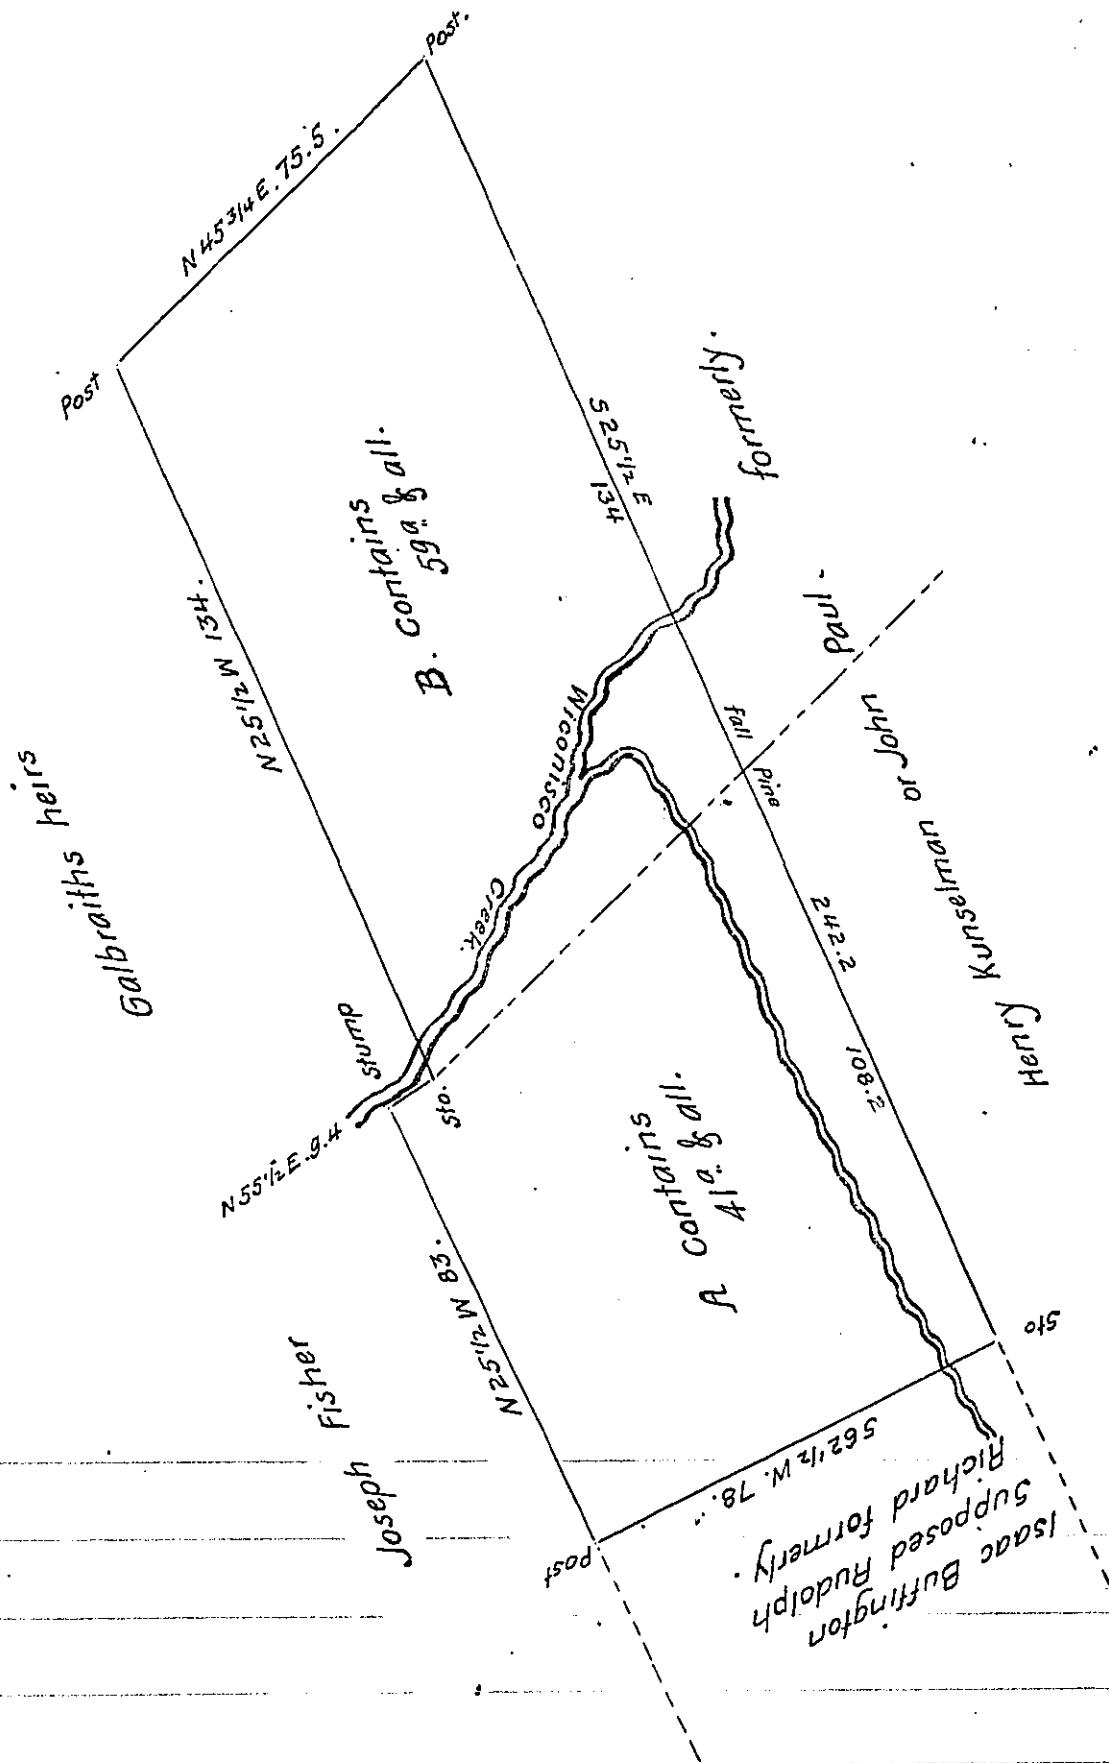 Post.
N 45 3/4 E. 75.5.
Post
N 25 1/2 W 134.
Galbraiths heirs
B. contains
59a. & all.
S 25 1/2 E
134
formerly.
Wiconisco
Creek.
Stump
Sto.
N 55 1/2 E. 9.4
fall
pine
Paul.
Henry Kunselman or John
242.2
108.2
A contains
41a. & all.
N 25 1/2 W 83.
Joseph Fisher
Post
S 62 1/2 W. 78.
Sto
Isaac Buffington
Supposed Rudolph
Richard formerly.